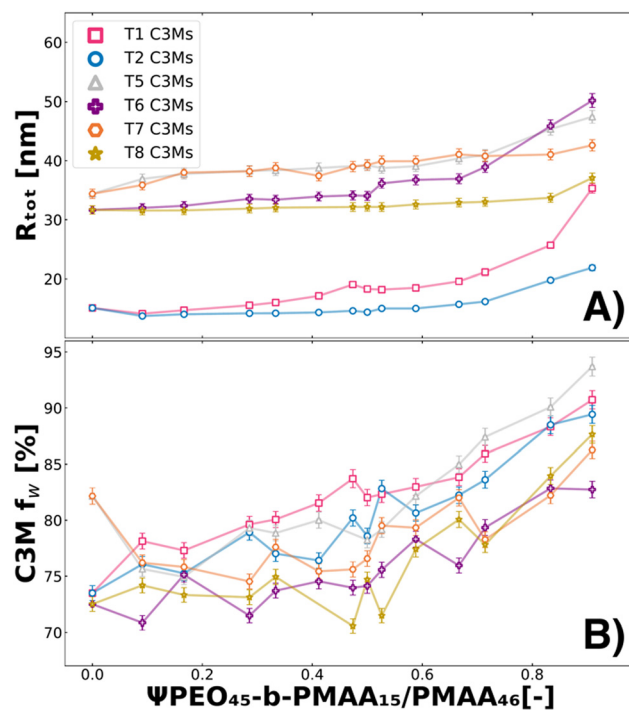 60
50
40
30
20
R_tot [nm]
T1 C3Ms
T2 C3Ms
T5 C3Ms
T6 C3Ms
T7 C3Ms
T8 C3Ms
A)
95
90
85
80
75
70
C3M f_w [%]
B)
0.0 0.2 0.4 0.6 0.8
ΨPEO₄₅-b-PMAA₁₅/PMAA₄₆[-]